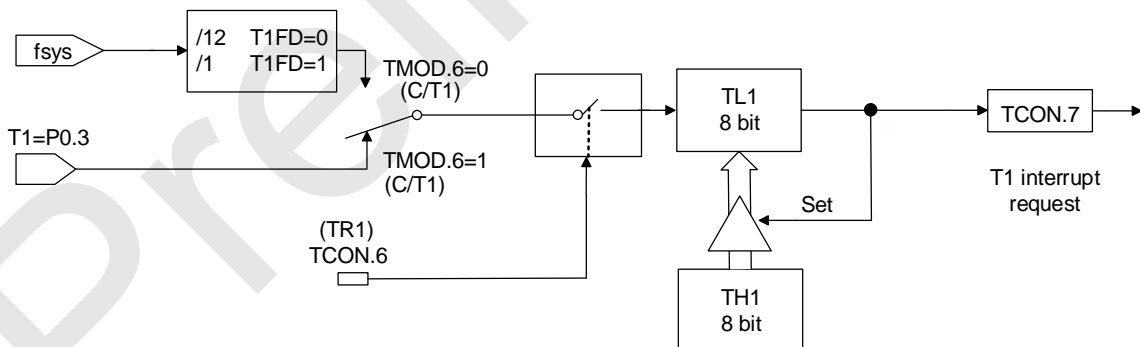 fsys
/12 T1FD=0
/1 T1FD=1
TMOD.6=0
(C/T1)
T1=P0.3
TMOD.6=1
(C/T1)
(TR1)
TCON.6
TL1
8 bit
Set
TH1
8 bit
TCON.7
T1 interrupt
request